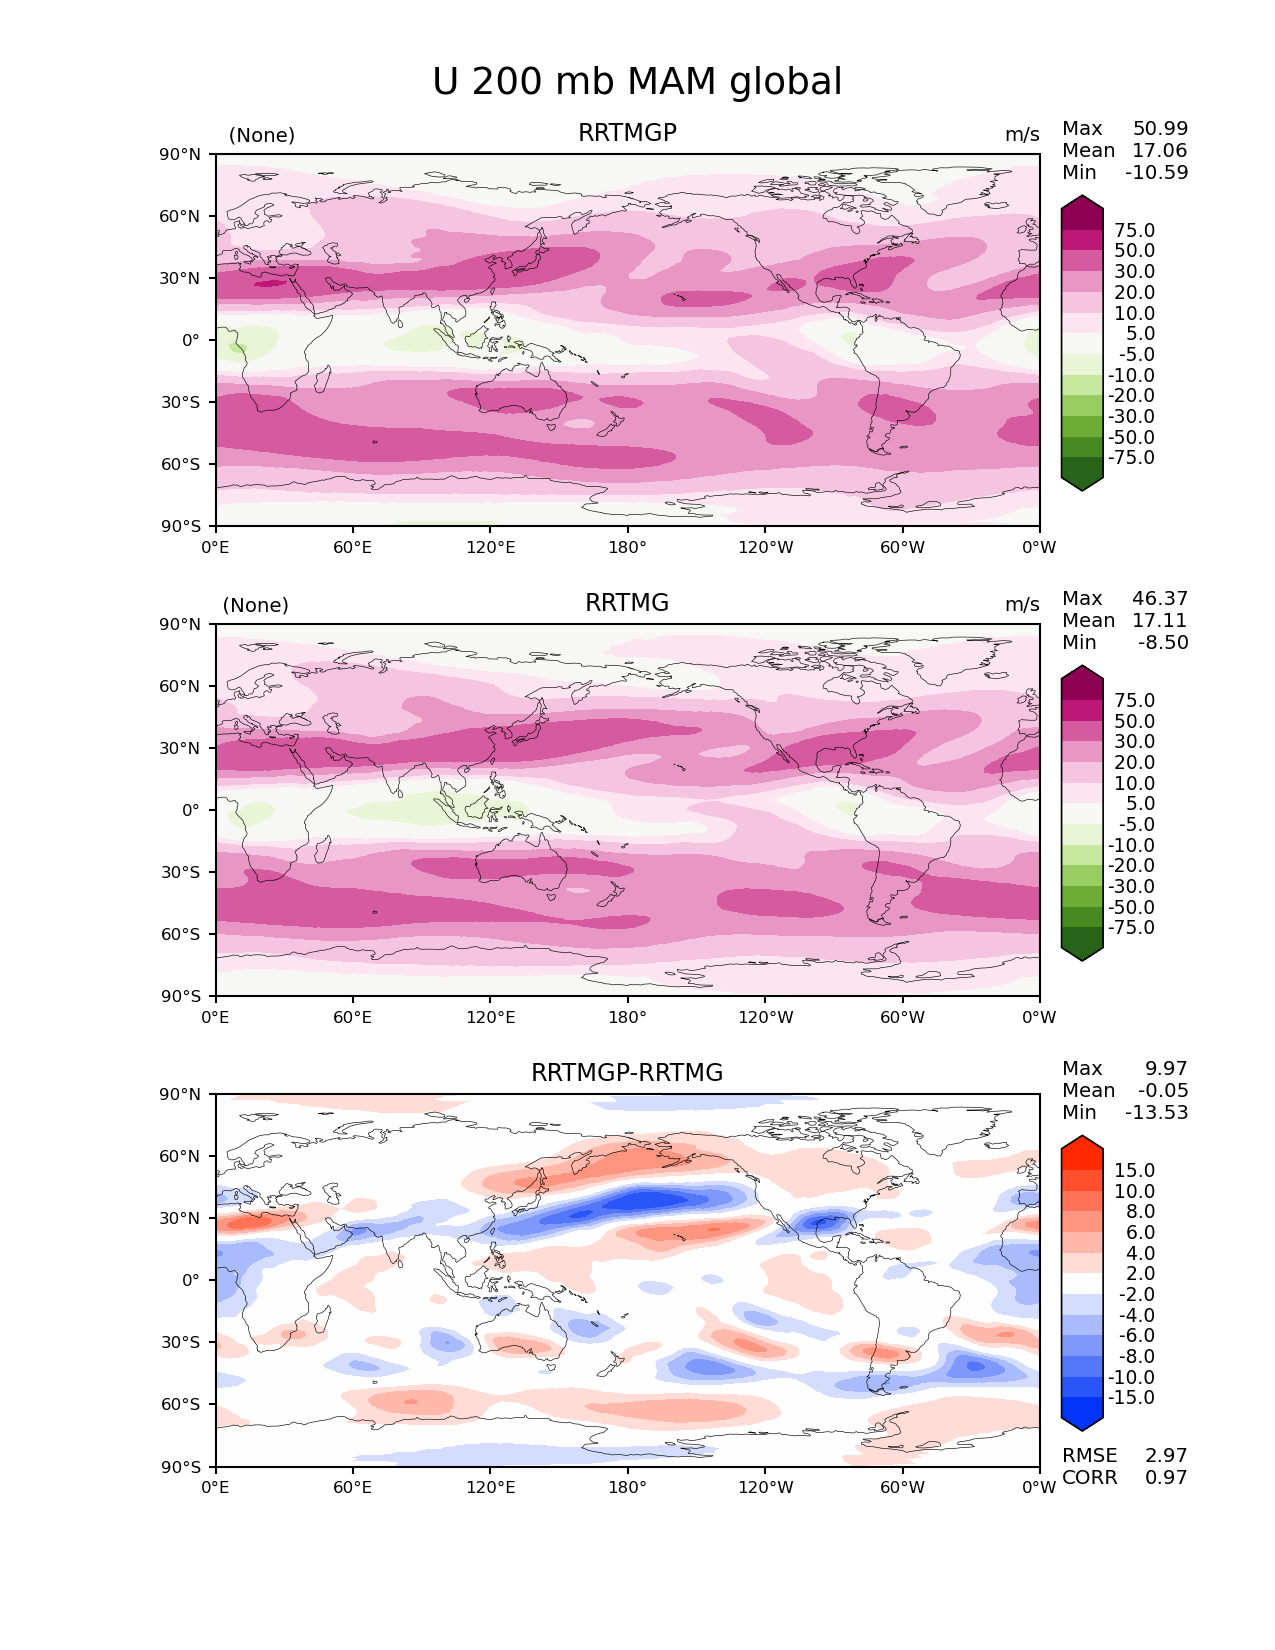 U 200 mb MAM global
(None) RRTMGP m/s
Max 50.99
Mean 17.06
Min -10.59
90°N
60°N
30°N
0°
30°S
60°S
90°S
0°E 60°E 120°E 180° 120°W 60°W 0°W
75.0
50.0
30.0
20.0
10.0
5.0
-5.0
-10.0
-20.0
-30.0
-50.0
-75.0
(None) RRTMG m/s
Max 46.37
Mean 17.11
Min -8.50
90°N
60°N
30°N
0°
30°S
60°S
90°S
0°E 60°E 120°E 180° 120°W 60°W 0°W
75.0
50.0
30.0
20.0
10.0
5.0
-5.0
-10.0
-20.0
-30.0
-50.0
-75.0
RRTMGP-RRTMG
Max 9.97
Mean -0.05
Min -13.53
90°N
60°N
30°N
0°
30°S
60°S
90°S
0°E 60°E 120°E 180° 120°W 60°W 0°W
15.0
10.0
8.0
6.0
4.0
2.0
-2.0
-4.0
-6.0
-8.0
-10.0
-15.0
RMSE 2.97
CORR 0.97